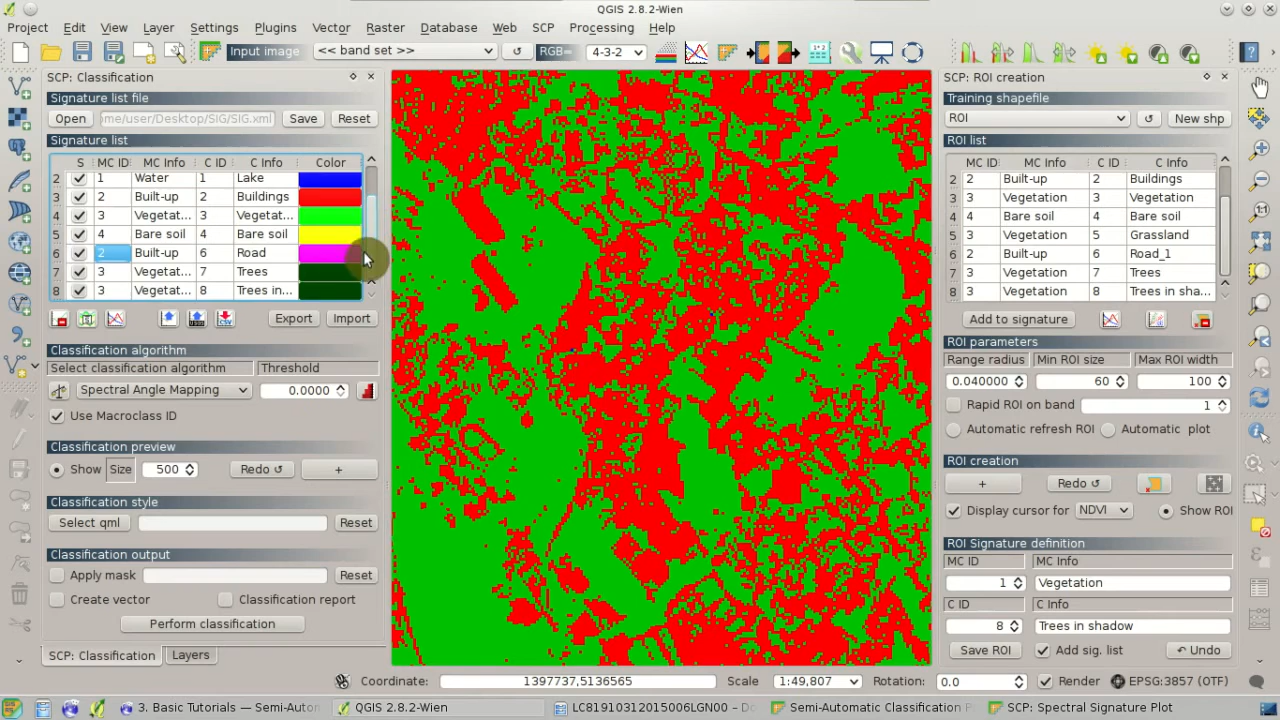 QGIS 2.8.2-Wien
Project Edit View Layer Settings Plugins Vector Raster Database Web SCP Processing Help
Input image << band set >> RGB= 4-3-2
SCP: Classification
Signature list file
Open me/user/Desktop/SIG/SIG.xml Save Reset
Signature list
S MC ID MC Info C ID C Info Color
2 1 Water 1 Lake
3 2 Built-up 2 Buildings
4 3 Vegetat... 3 Vegetat...
5 4 Bare soil 4 Bare soil
6 2 Built-up 6 Road
7 3 Vegetat... 7 Trees
8 3 Vegetat... 8 Trees in...
Export Import
Classification algorithm
Select classification algorithm Threshold
Spectral Angle Mapping 0.0000
Use Macroclass ID
Classification preview
Show Size 500 Redo ↺ +
Classification style
Select qml Reset
Classification output
Apply mask Reset
Create vector Classification report
Perform classification
SCP: Classification Layers
SCP: ROI creation
Training shapefile
ROI ↺ New shp
ROI list
MC ID MC Info C ID C Info
2 2 Built-up 2 Buildings
3 3 Vegetation 3 Vegetation
4 4 Bare soil 4 Bare soil
5 3 Vegetation 5 Grassland
6 2 Built-up 6 Road_1
7 3 Vegetation 7 Trees
8 3 Vegetation 8 Trees in sha...
Add to signature
ROI parameters
Range radius Min ROI size Max ROI width
0.040000 60 100
Rapid ROI on band 1
Automatic refresh ROI Automatic plot
ROI creation
+ Redo ↺
Display cursor for NDVI Show ROI
ROI Signature definition
MC ID MC Info
1 Vegetation
C ID C Info
8 Trees in shadow
Save ROI Add sig. list Undo
Coordinate: 1397737,5136565 Scale 1:49,807 Rotation: 0.0 Render EPSG:3857 (OTF)
3. Basic Tutorials — Semi-Autom QGIS 2.8.2-Wien LC81910312015006LGN00 – Do Semi-Automatic Classification P SCP: Spectral Signature Plot